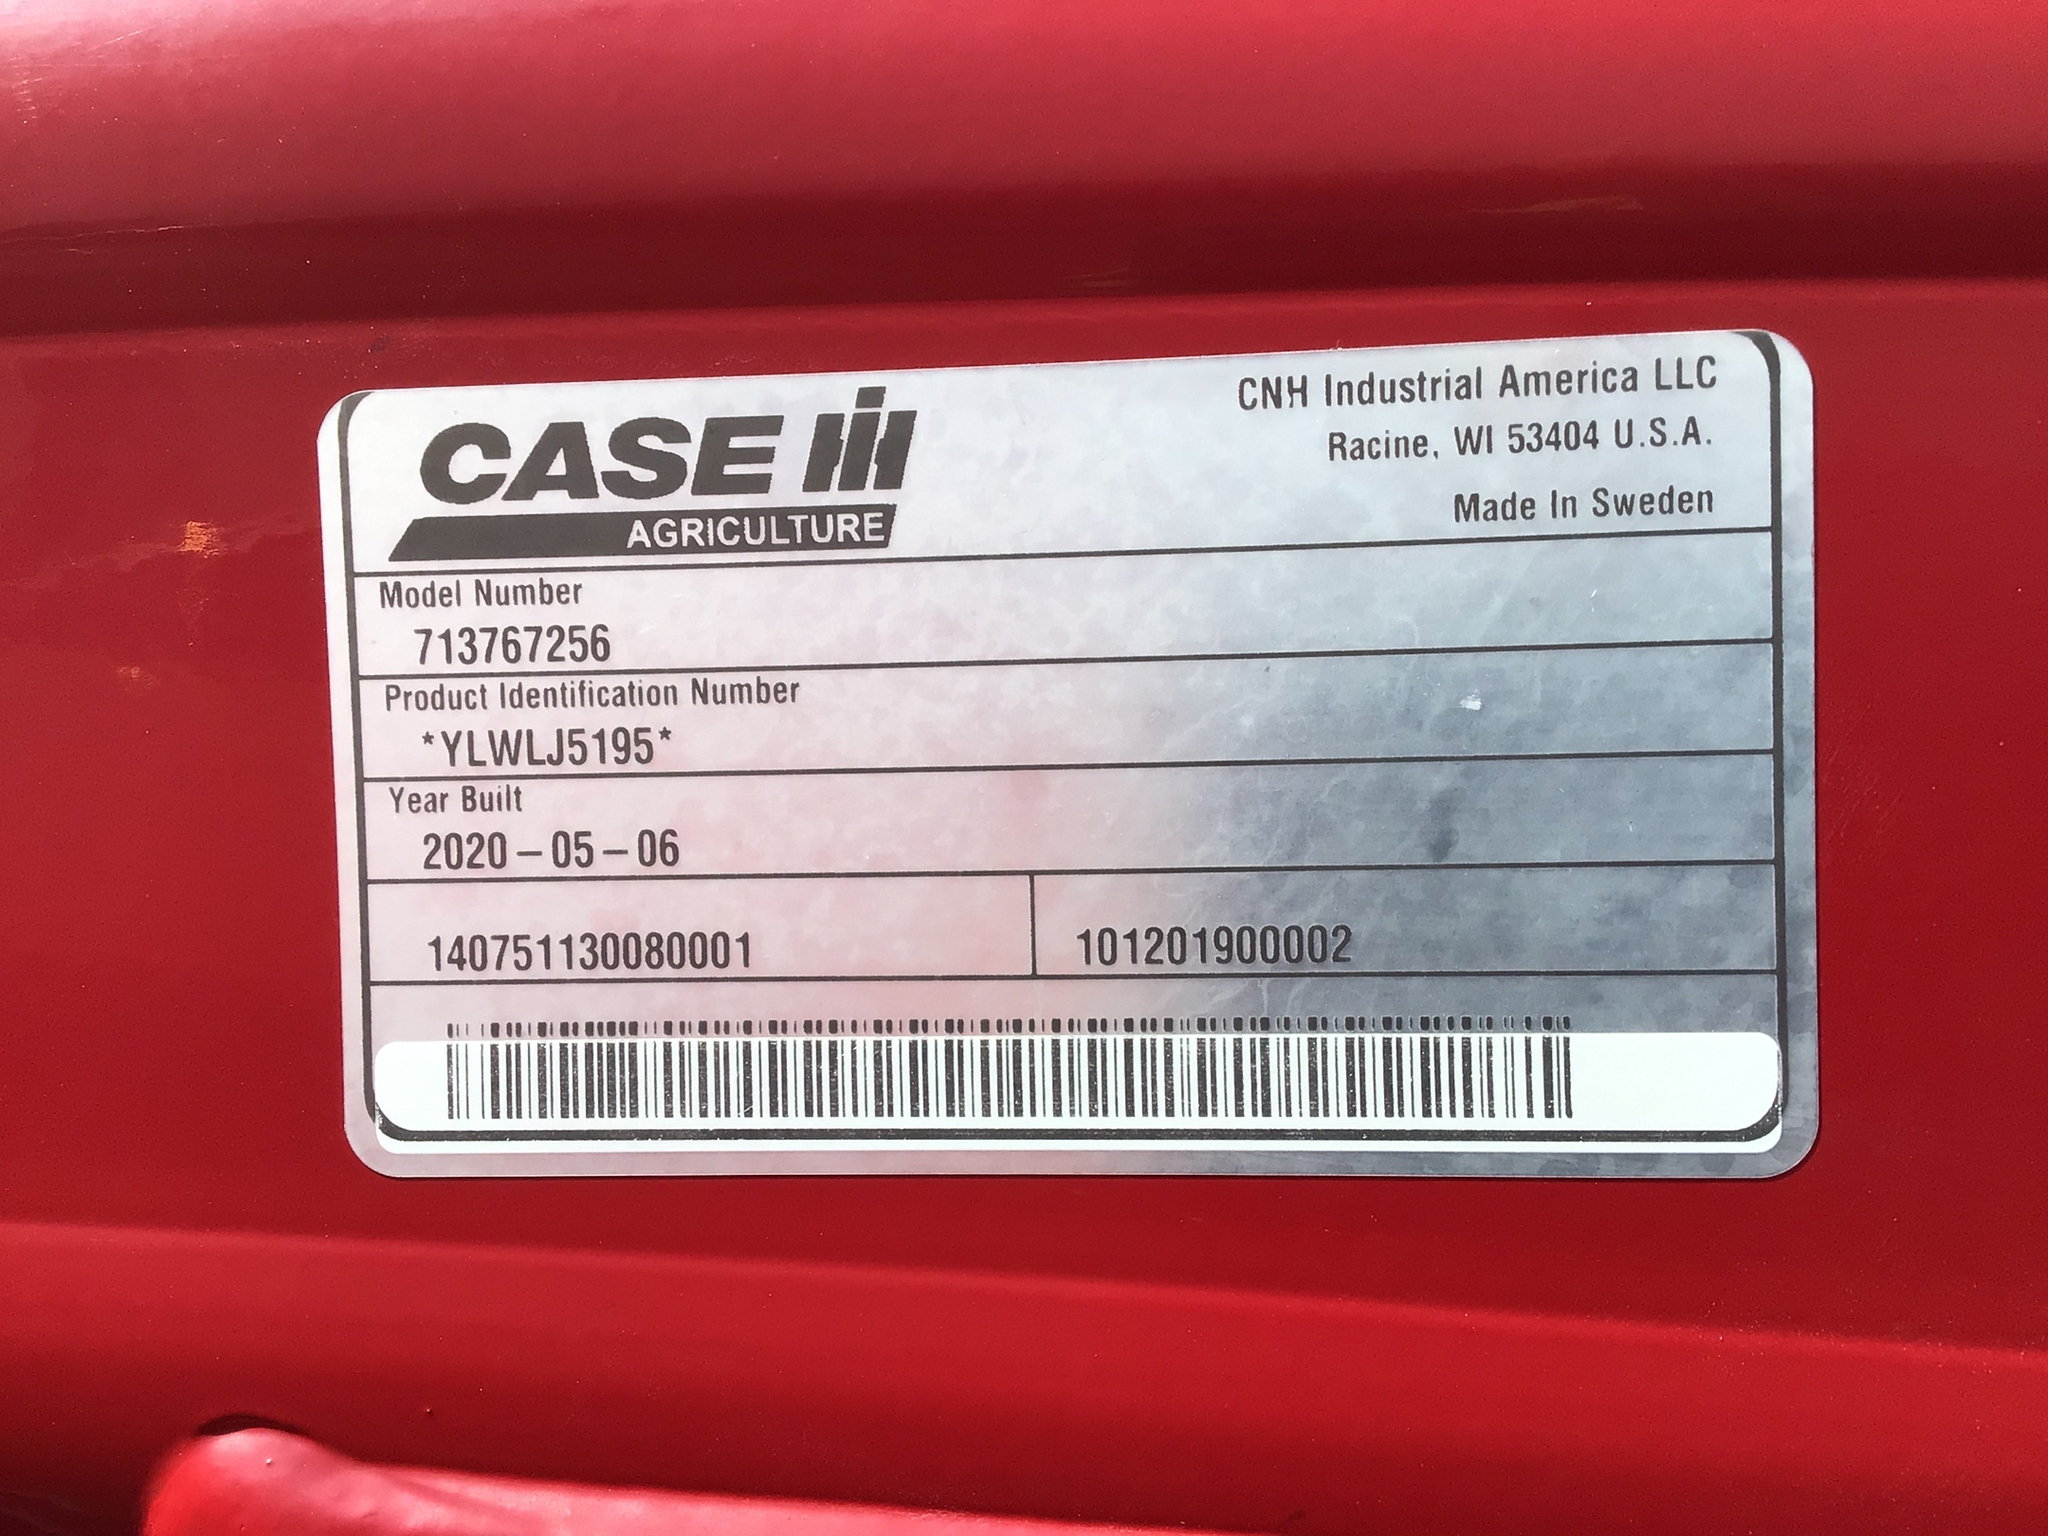 CASE IH
AGRICULTURE
CNH Industrial America LLC
Racine, WI 53404 U.S.A.
Made In Sweden
Model Number
713767256
Product Identification Number
*YLWLJ5195*
Year Built
2020-05-06
140751130080001
101201900002